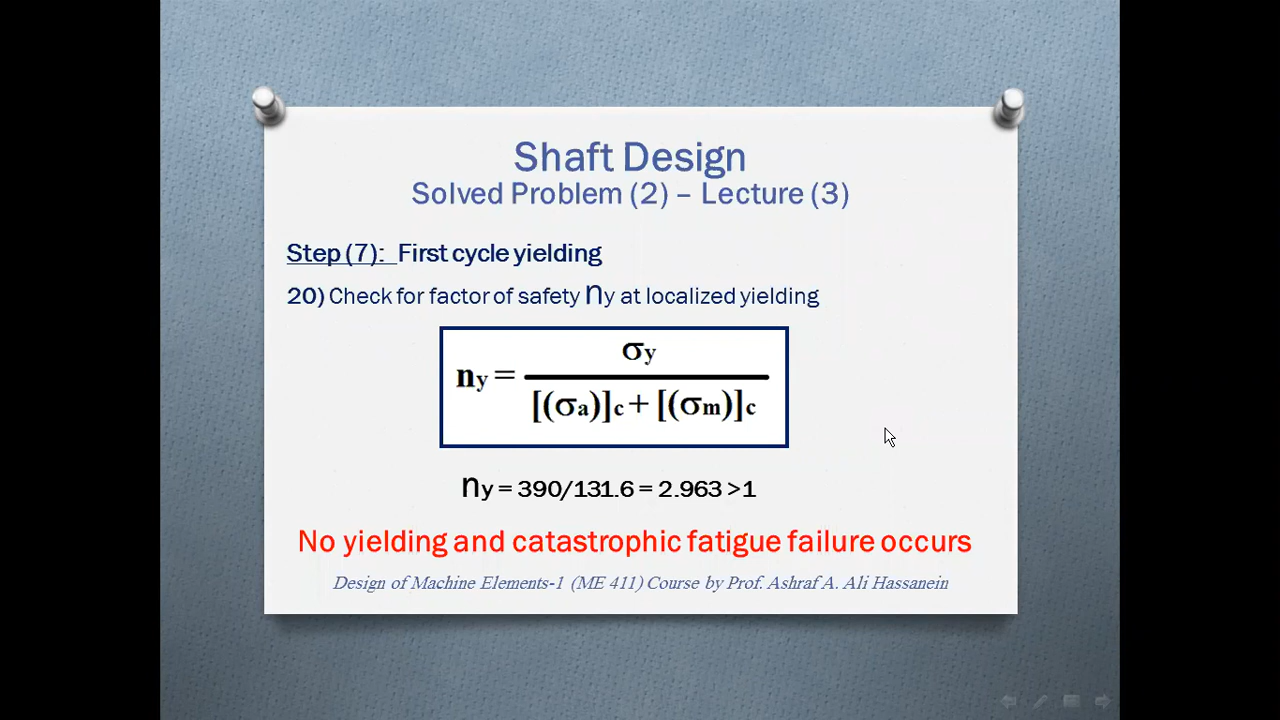 Shaft Design
Solved Problem (2) – Lecture (3)
Step (7): First cycle yielding
20) Check for factor of safety ny at localized yielding
ny = σy / [(σa)]c + [(σm)]c
ny = 390/131.6 = 2.963 >1
No yielding and catastrophic fatigue failure occurs
Design of Machine Elements-1 (ME 411) Course by Prof. Ashraf A. Ali Hassanein